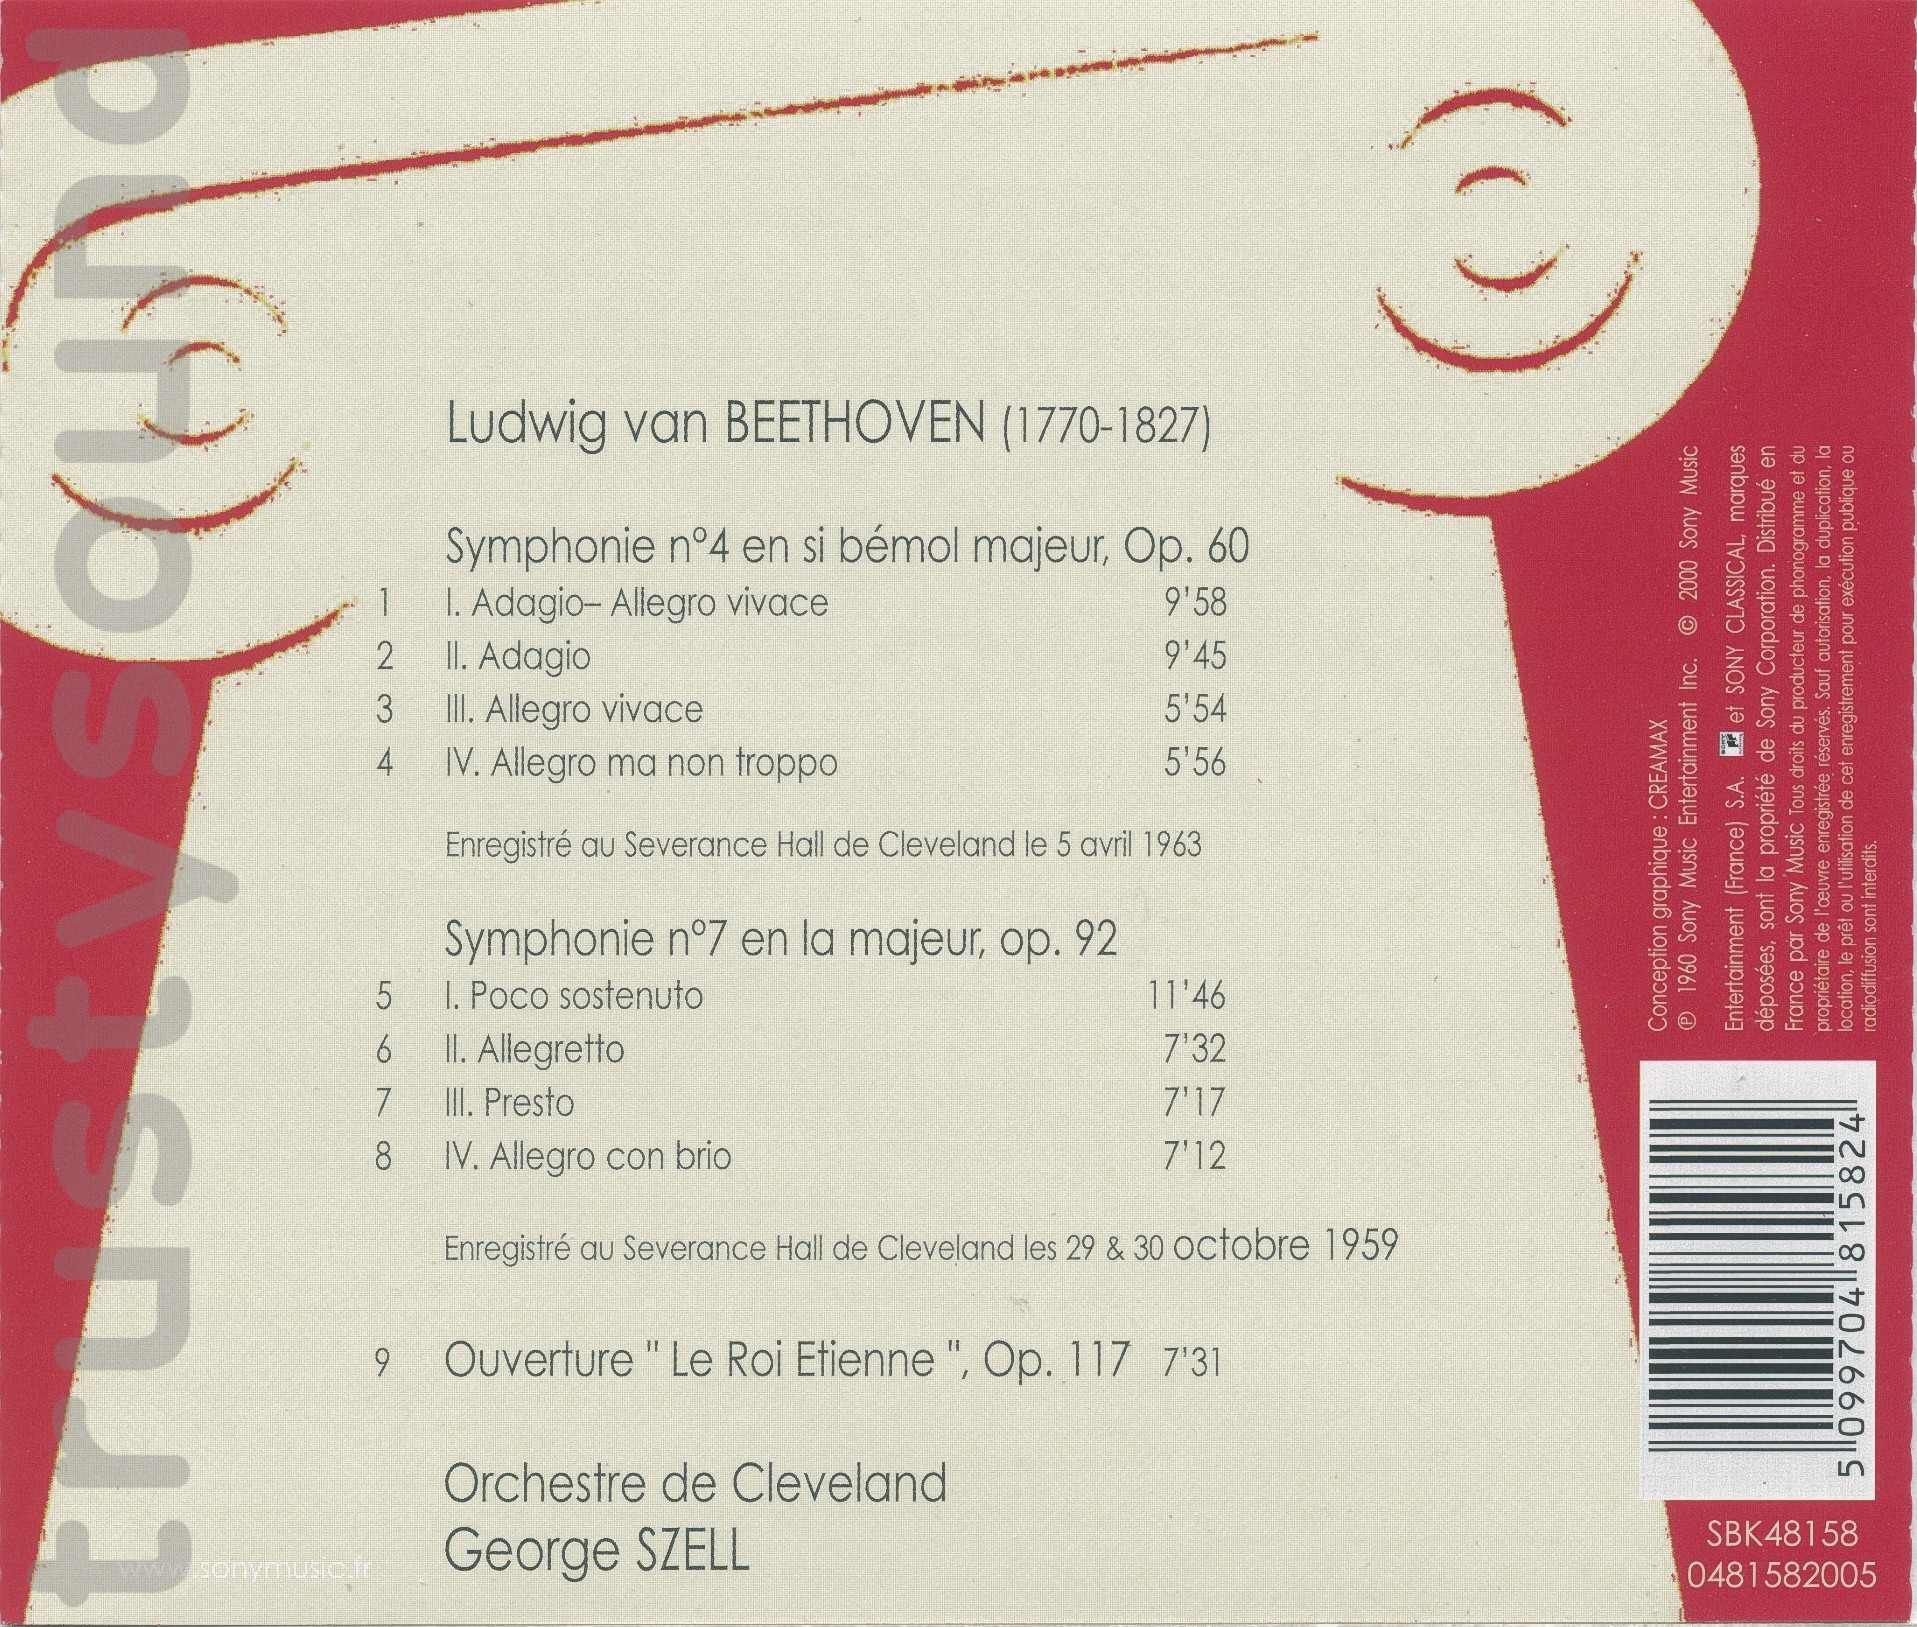 Ludwig van BEETHOVEN (1770-1827)
Symphonie nº4 en si bémol majeur, Op. 60
1 I. Adagio– Allegro vivace 9'58
2 II. Adagio 9'45
3 III. Allegro vivace 5'54
4 IV. Allegro ma non troppo 5'56
Enregistré au Severance Hall de Cleveland le 5 avril 1963
Symphonie nº7 en la majeur, op. 92
5 I. Poco sostenuto 11'46
6 II. Allegretto 7'32
7 III. Presto 7'17
8 IV. Allegro con brio 7'12
Enregistré au Severance Hall de Cleveland les 29 & 30 octobre 1959
9 Ouverture " Le Roi Etienne ", Op. 117 7'31
Orchestre de Cleveland
George SZELL
www.sonymusic.fr
trustysound
Conception graphique : CREAMAX
℗ 1960 Sony Music Entertainment Inc. © 2000 Sony Music
Entertainment (France) S.A. et SONY CLASSICAL, marques
déposées, sont la propriété de Sony Corporation. Distribué en
France par Sony Music Tous droits du producteur de phonogramme et du
propriétaire de l'œuvre enregistrée réservés. Sauf autorisation, la duplication, la
location, le prêt ou l'utilisation de cet enregistrement pour exécution publique ou
radiodiffusion sont interdits.
5 099704 815824
SBK48158
0481582005